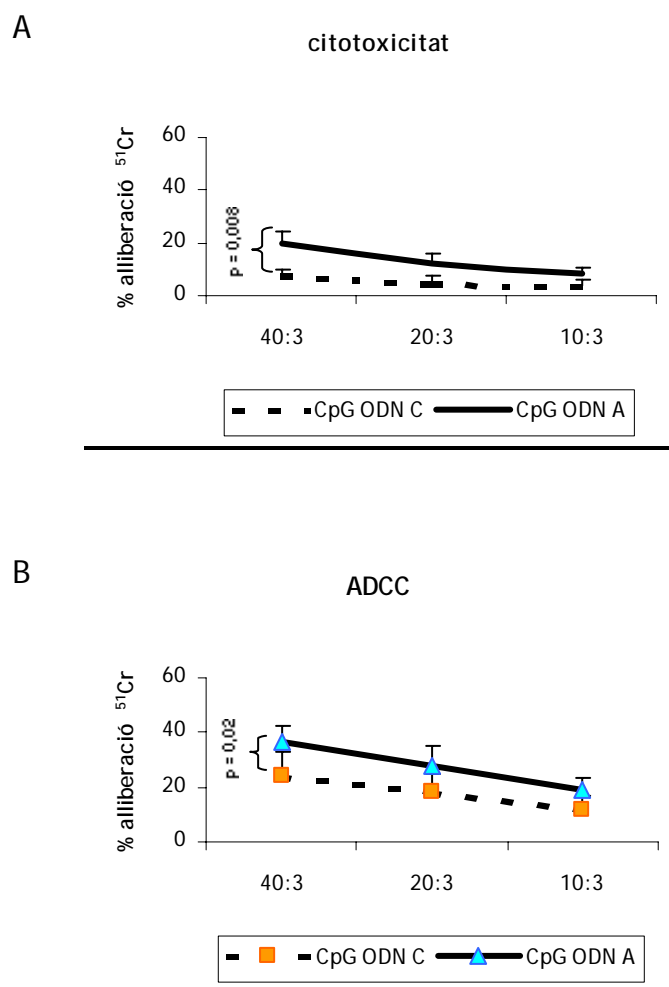 A
citotoxicitat
% alliberació ⁵¹Cr
60
40
20
0
p = 0,008
40:3
20:3
10:3
CpG ODN C
CpG ODN A
B
ADCC
% alliberació ⁵¹Cr
60
40
20
0
p = 0,02
40:3
20:3
10:3
CpG ODN C
CpG ODN A